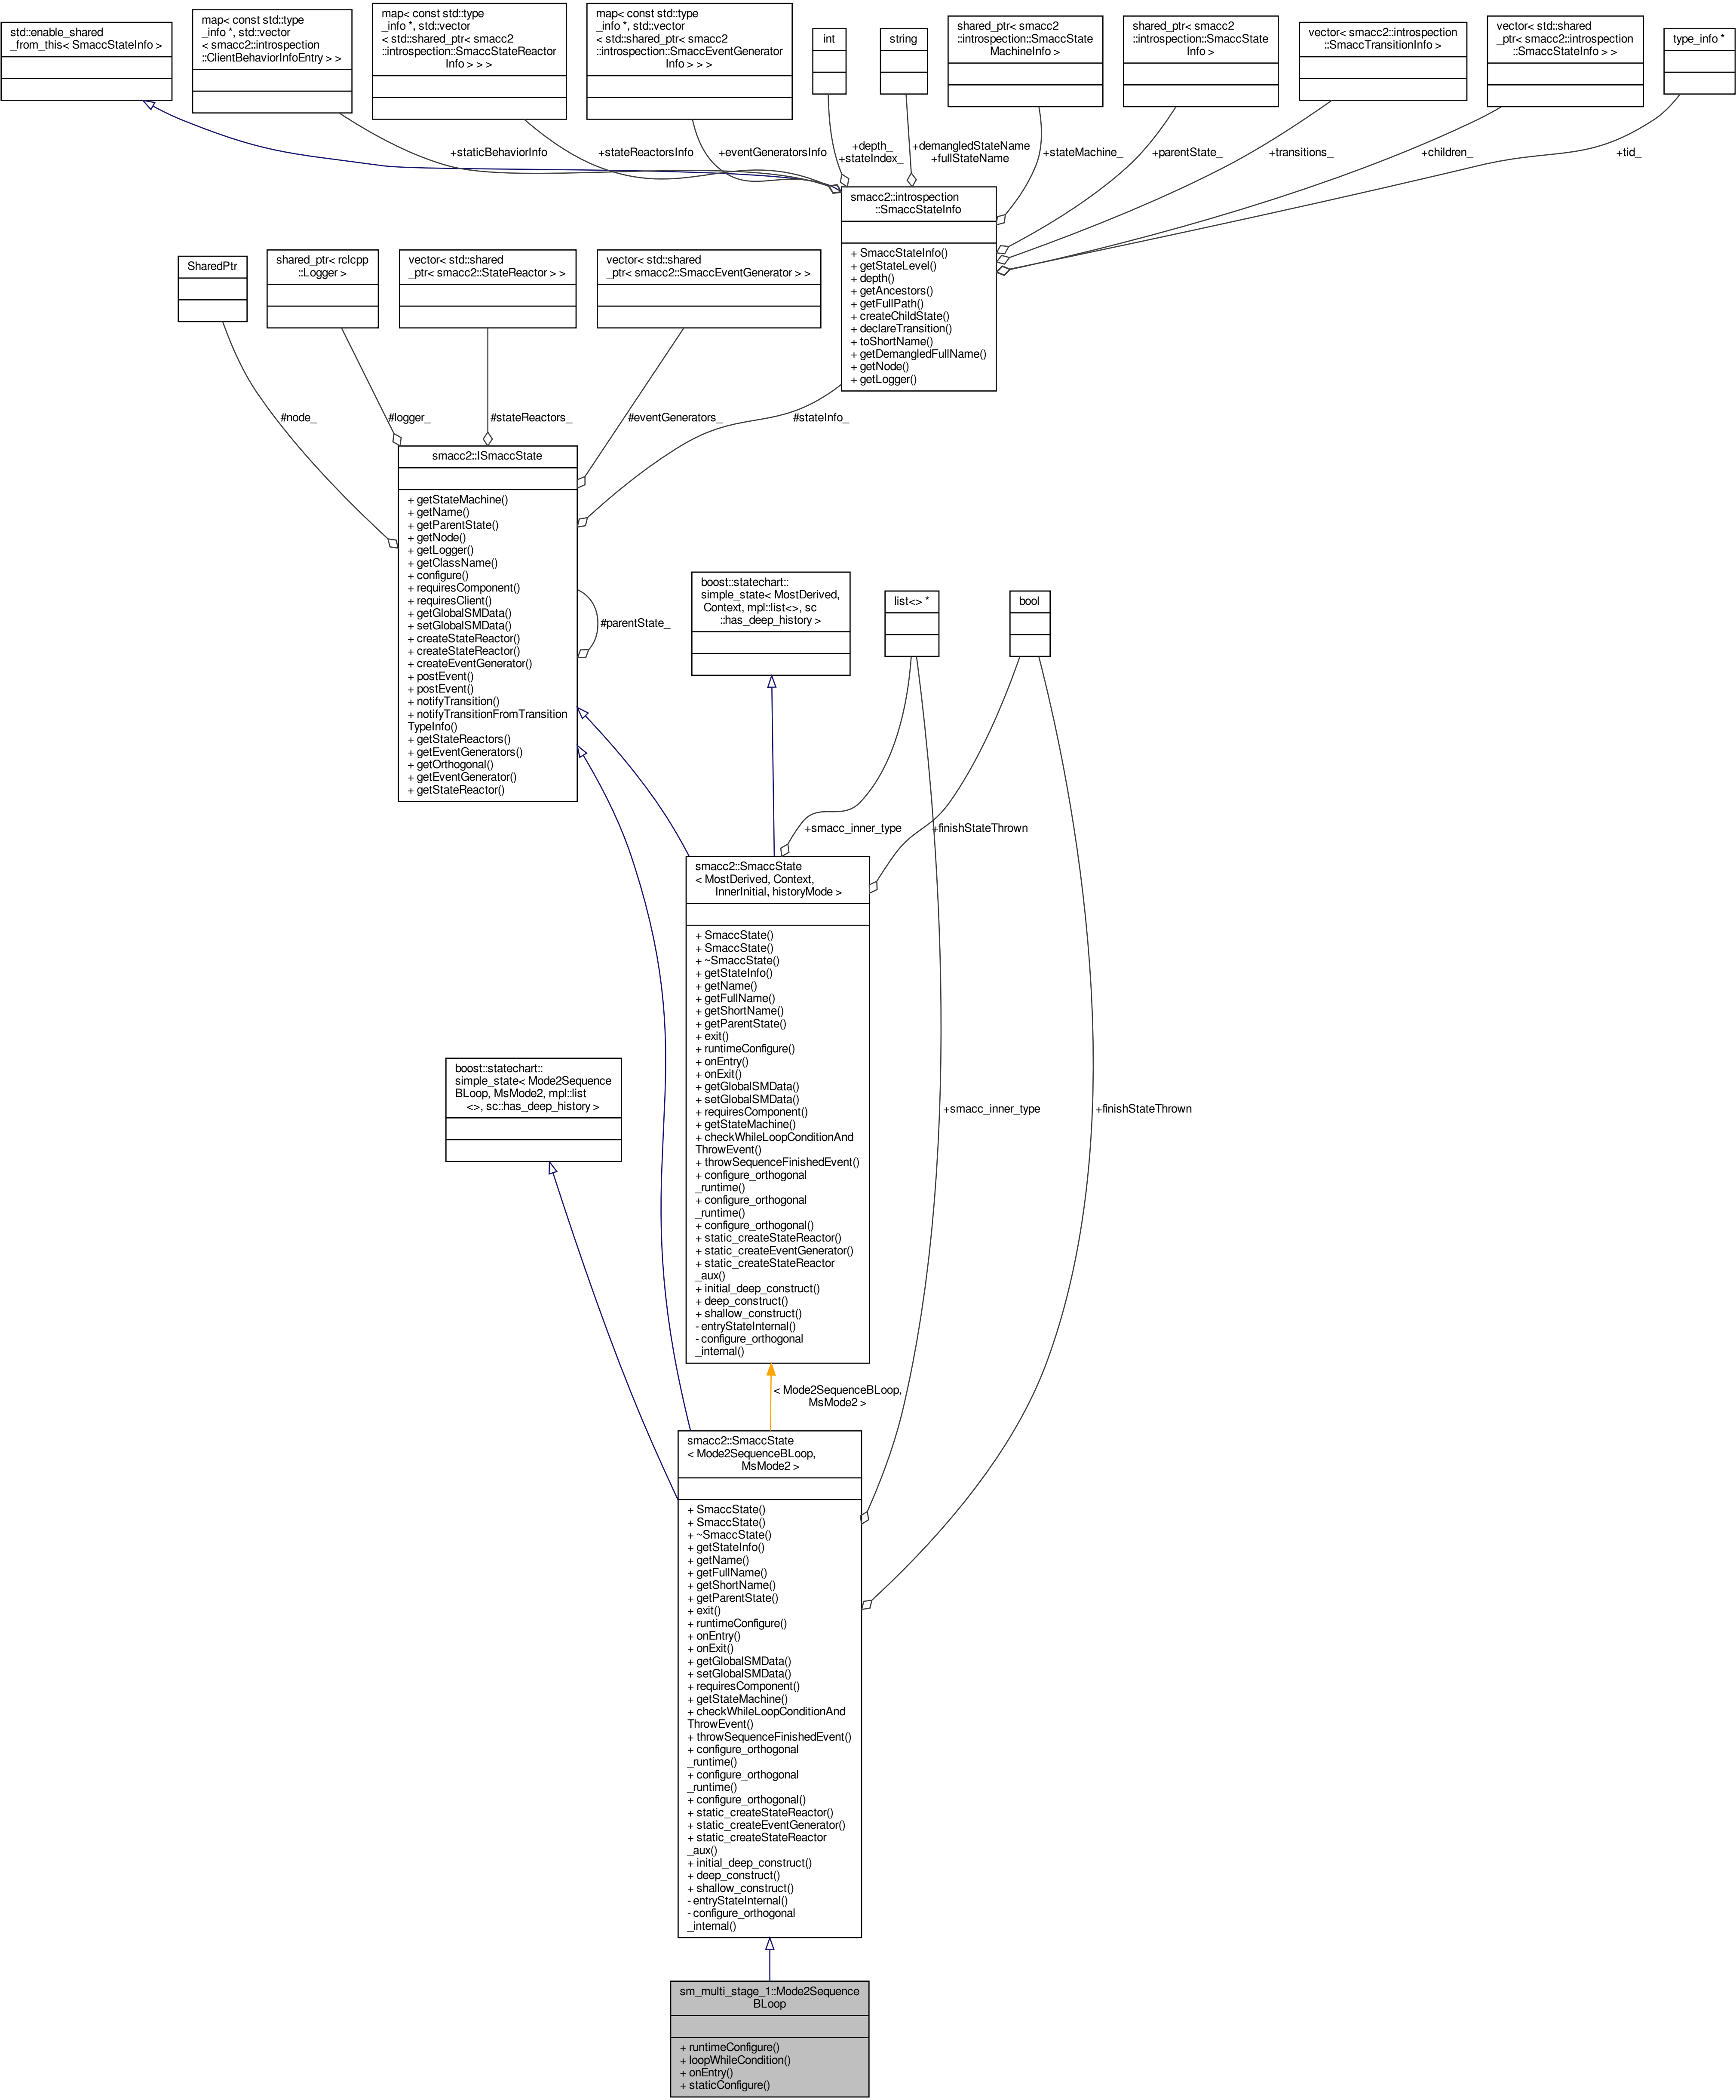 std::enable_shared
_from_this< SmaccStateInfo >
map< const std::type
_info *, std::vector
< smacc2::introspection
::ClientBehaviorInfoEntry > >
map< const std::type
_info *, std::vector
< std::shared_ptr< smacc2
::introspection::SmaccStateReactor
Info > > >
map< const std::type
_info *, std::vector
< std::shared_ptr< smacc2
::introspection::SmaccEventGenerator
Info > > >
int
string
shared_ptr< smacc2
::introspection::SmaccState
MachineInfo >
shared_ptr< smacc2
::introspection::SmaccState
Info >
vector< smacc2::introspection
::SmaccTransitionInfo >
vector< std::shared
_ptr< smacc2::introspection
::SmaccStateInfo > >
type_info *
+staticBehaviorInfo
+stateReactorsInfo
+eventGeneratorsInfo
+depth_
+stateIndex_
+demangledStateName
+fullStateName
+stateMachine_
+parentState_
+transitions_
+children_
+tid_
smacc2::introspection
::SmaccStateInfo
+ SmaccStateInfo()
+ getStateLevel()
+ depth()
+ getAncestors()
+ getFullPath()
+ createChildState()
+ declareTransition()
+ toShortName()
+ getDemangledFullName()
+ getNode()
+ getLogger()
SharedPtr
shared_ptr< rclcpp
::Logger >
vector< std::shared
_ptr< smacc2::StateReactor > >
vector< std::shared
_ptr< smacc2::SmaccEventGenerator > >
#node_
#logger_
#stateReactors_
#eventGenerators_
#stateInfo_
smacc2::ISmaccState
+ getStateMachine()
+ getName()
+ getParentState()
+ getNode()
+ getLogger()
+ getClassName()
+ configure()
+ requiresComponent()
+ requiresClient()
+ getGlobalSMData()
+ setGlobalSMData()
+ createStateReactor()
+ createStateReactor()
+ createEventGenerator()
+ postEvent()
+ postEvent()
+ notifyTransition()
+ notifyTransitionFromTransition
TypeInfo()
+ getStateReactors()
+ getEventGenerators()
+ getOrthogonal()
+ getEventGenerator()
+ getStateReactor()
#parentState_
boost::statechart::
simple_state< MostDerived,
Context, mpl::list<>, sc
::has_deep_history >
list<> *
bool
+smacc_inner_type
+finishStateThrown
smacc2::SmaccState
< MostDerived, Context,
InnerInitial, historyMode >
+ SmaccState()
+ SmaccState()
+ ~SmaccState()
+ getStateInfo()
+ getName()
+ getFullName()
+ getShortName()
+ getParentState()
+ exit()
+ runtimeConfigure()
+ onEntry()
+ onExit()
+ getGlobalSMData()
+ setGlobalSMData()
+ requiresComponent()
+ getStateMachine()
+ checkWhileLoopConditionAnd
ThrowEvent()
+ throwSequenceFinishedEvent()
+ configure_orthogonal
_runtime()
+ configure_orthogonal
_runtime()
+ configure_orthogonal()
+ static_createStateReactor()
+ static_createEventGenerator()
+ static_createStateReactor
_aux()
+ initial_deep_construct()
+ deep_construct()
+ shallow_construct()
- entryStateInternal()
- configure_orthogonal
_internal()
boost::statechart::
simple_state< Mode2Sequence
BLoop, MsMode2, mpl::list
<>, sc::has_deep_history >
+smacc_inner_type
+finishStateThrown
< Mode2SequenceBLoop,
MsMode2 >
smacc2::SmaccState
< Mode2SequenceBLoop,
MsMode2 >
+ SmaccState()
+ SmaccState()
+ ~SmaccState()
+ getStateInfo()
+ getName()
+ getFullName()
+ getShortName()
+ getParentState()
+ exit()
+ runtimeConfigure()
+ onEntry()
+ onExit()
+ getGlobalSMData()
+ setGlobalSMData()
+ requiresComponent()
+ getStateMachine()
+ checkWhileLoopConditionAnd
ThrowEvent()
+ throwSequenceFinishedEvent()
+ configure_orthogonal
_runtime()
+ configure_orthogonal
_runtime()
+ configure_orthogonal()
+ static_createStateReactor()
+ static_createEventGenerator()
+ static_createStateReactor
_aux()
+ initial_deep_construct()
+ deep_construct()
+ shallow_construct()
- entryStateInternal()
- configure_orthogonal
_internal()
sm_multi_stage_1::Mode2Sequence
BLoop
+ runtimeConfigure()
+ loopWhileCondition()
+ onEntry()
+ staticConfigure()